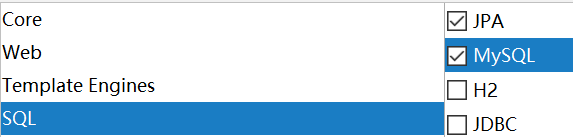 Core
Web
Template Engines
SQL
JPA
MySQL
H2
JDBC